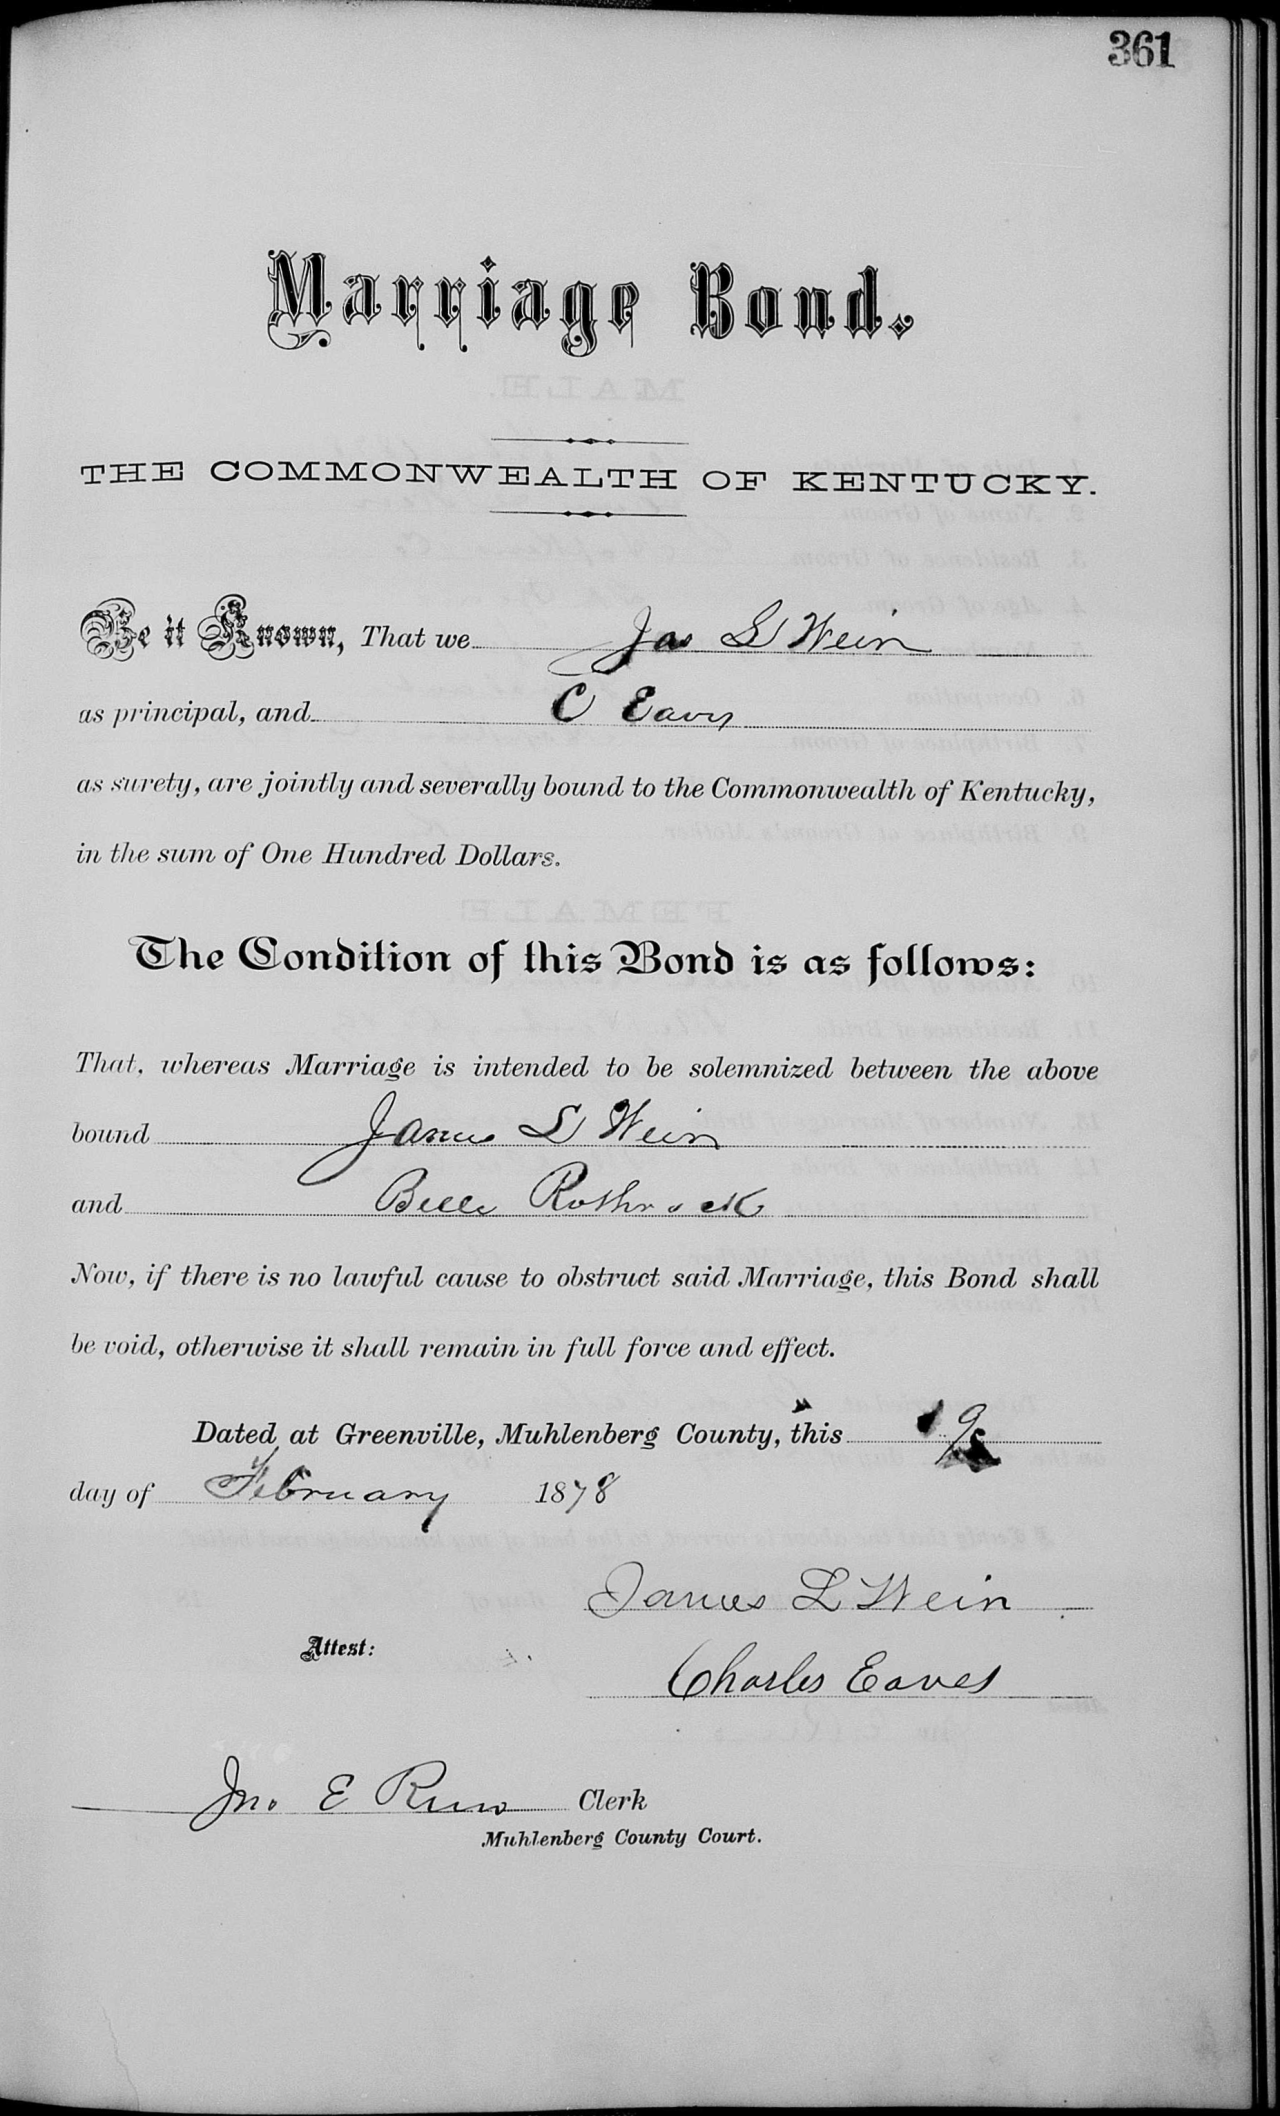 361
Marriage Bond.
THE COMMONWEALTH OF KENTUCKY.
Be it Known, That we Jas L Weir
as principal, and C Eaves
as surety, are jointly and severally bound to the Commonwealth of Kentucky,
in the sum of One Hundred Dollars.
The Condition of this Bond is as follows:
That, whereas Marriage is intended to be solemnized between the above
bound James L Weir
and Belle Rothrock
Now, if there is no lawful cause to obstruct said Marriage, this Bond shall
be void, otherwise it shall remain in full force and effect.
Dated at Greenville, Muhlenberg County, this
day of February 1878
James L Weir
Attest:
Charles Eaves
Jno. E Reno Clerk
Muhlenberg County Court.